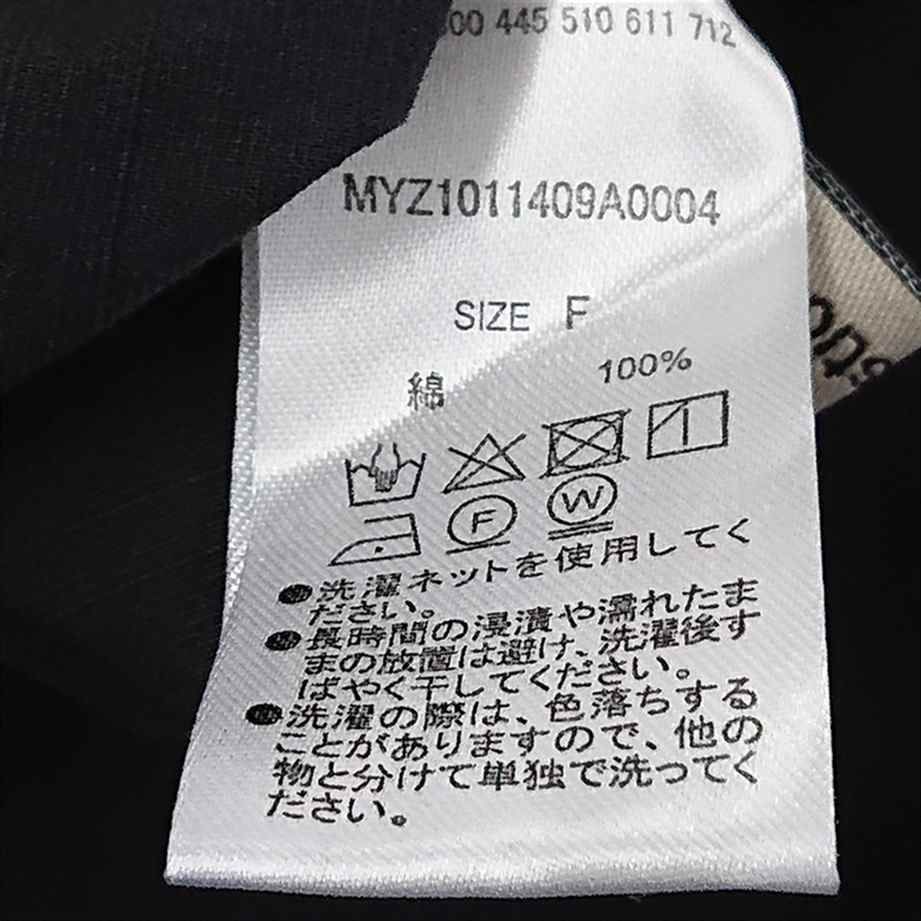 445 510 611 712
MYZ1011409A0004
SIZE F
綿 100%
F W
●洗濯ネットを使用してく
ださい。
●長時間の浸漬や濡れたま
まの放置は避け、洗濯後す
ばやく干してください。
●洗濯の際は、色落ちする
ことがありますので、他の
物と分けて単独で洗ってく
ださい。